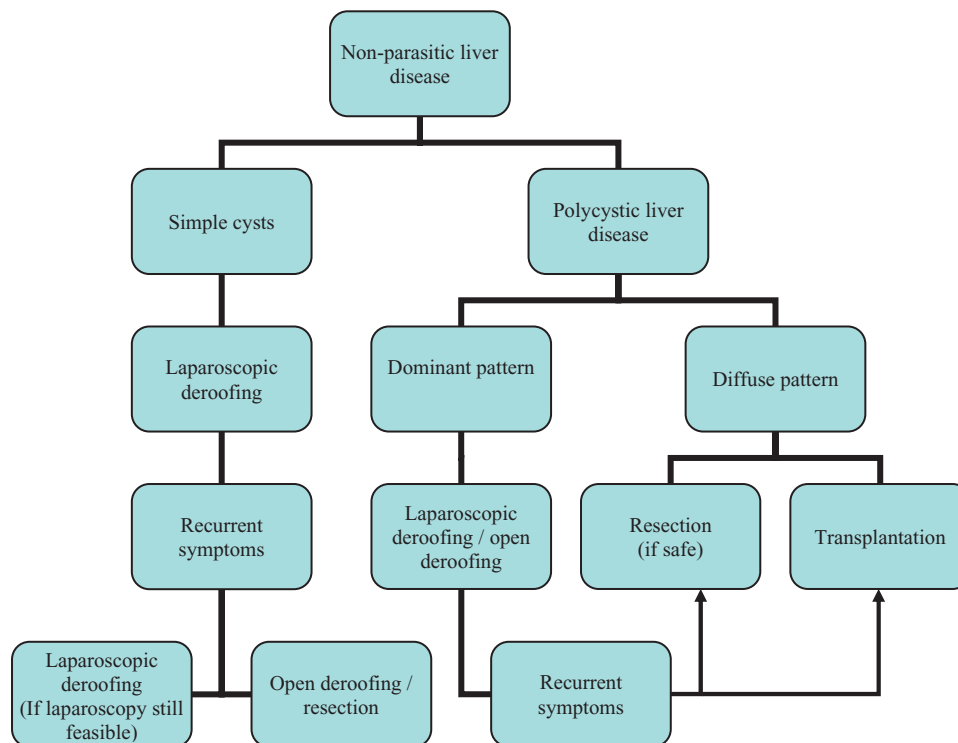 Non-parasitic liver
disease
Simple cysts
Polycystic liver
disease
Laparoscopic
deroofing
Dominant pattern
Diffuse pattern
Recurrent
symptoms
Laparoscopic
deroofing / open
deroofing
Resection
(if safe)
Transplantation
Laparoscopic
deroofing
(If laparoscopy still
feasible)
Open deroofing /
resection
Recurrent
symptoms